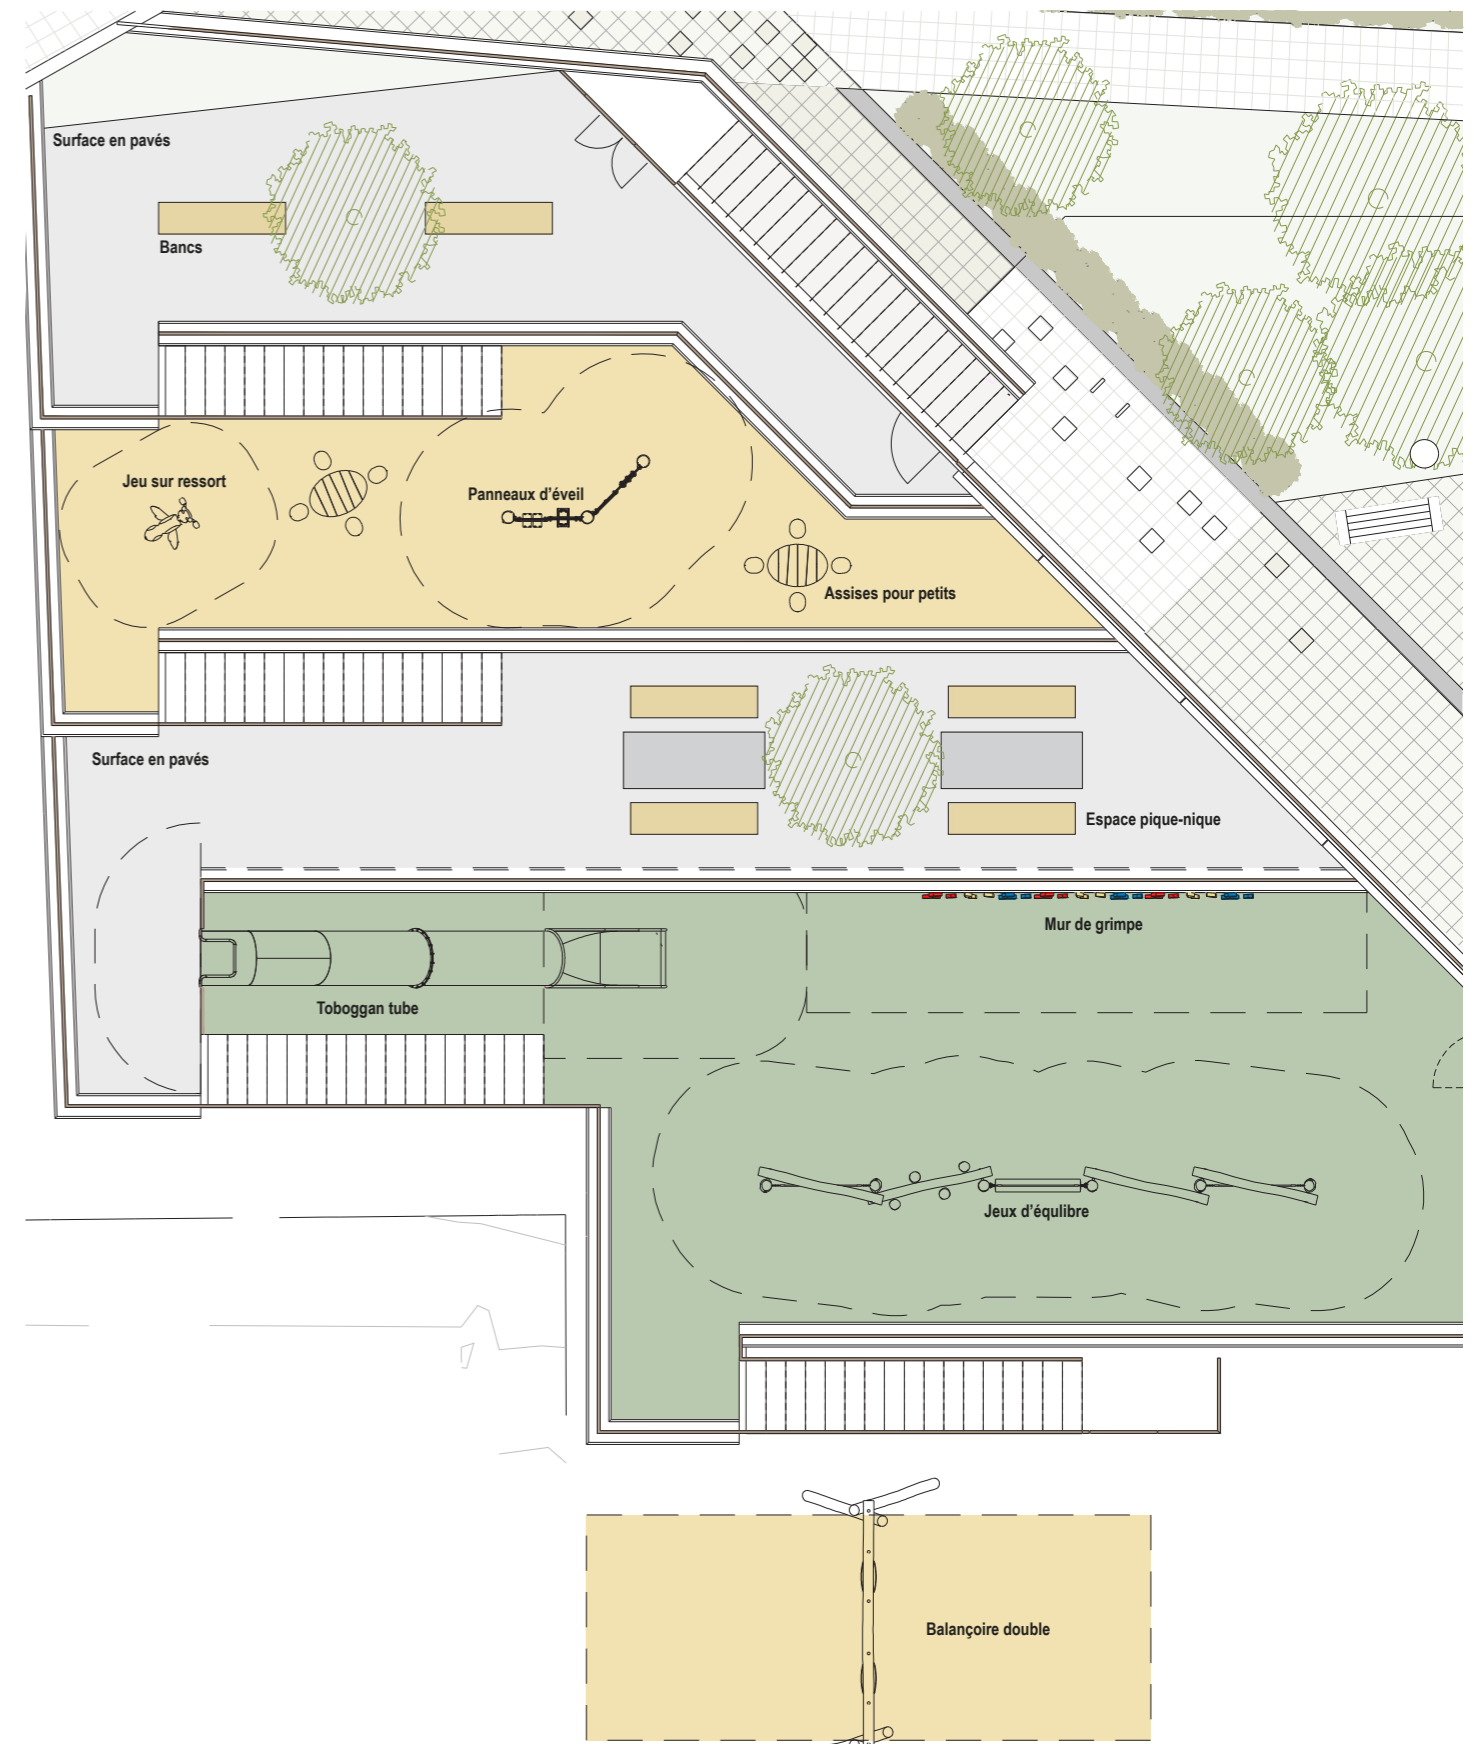 Surface en pavés
Bancs
Jeu sur ressort
Panneaux d'éveil
Assises pour petits
Surface en pavés
Espace pique-nique
Mur de grimpe
Toboggan tube
Jeux d'équlibre
Balançoire double